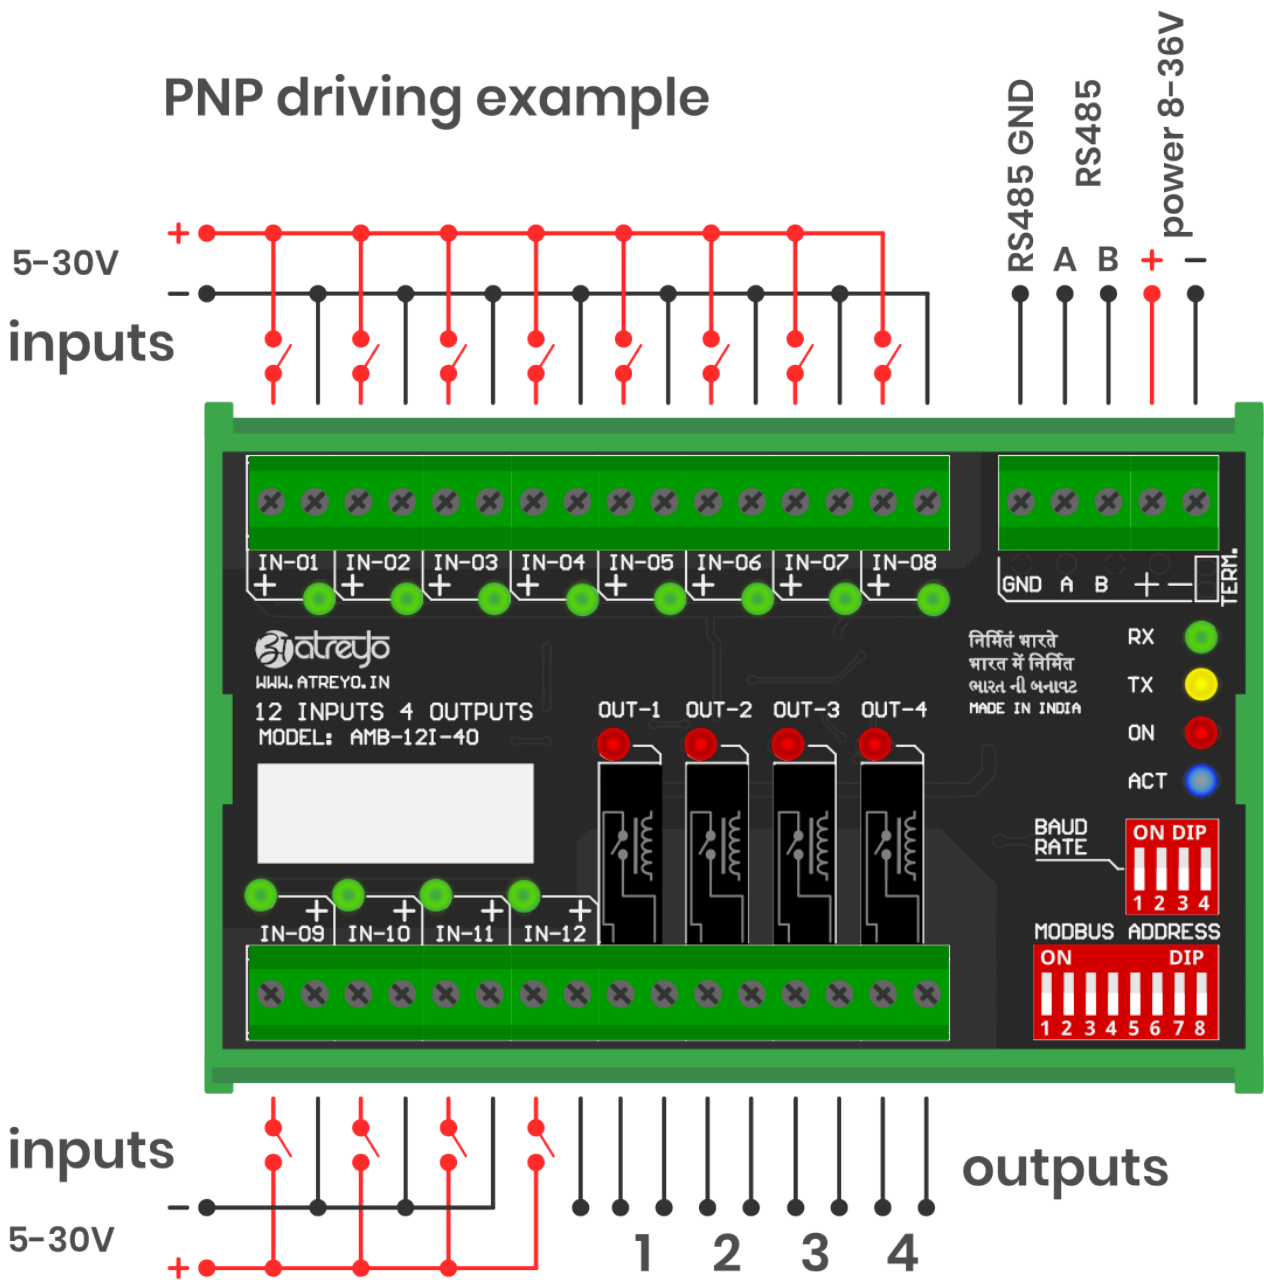 PNP driving example
RS485 GND
RS485
power 8-36V
A B + −
+
5-30V
−
inputs
IN-01 IN-02 IN-03 IN-04 IN-05 IN-06 IN-07 IN-08
+ + + + + + + +
GND A B + −
TERM.
atreyo
WWW.ATREYO.IN
12 INPUTS 4 OUTPUTS
MODEL: AMB-12I-40
निर्मितं भारते
भारत में निर्मित
ભારત ની બનાવટ
MADE IN INDIA
RX
TX
ON
ACT
OUT-1 OUT-2 OUT-3 OUT-4
BAUD
RATE
ON DIP
1 2 3 4
+ + + +
IN-09 IN-10 IN-11 IN-12
MODBUS ADDRESS
ON DIP
1 2 3 4 5 6 7 8
inputs
−
5-30V
+
outputs
1 2 3 4